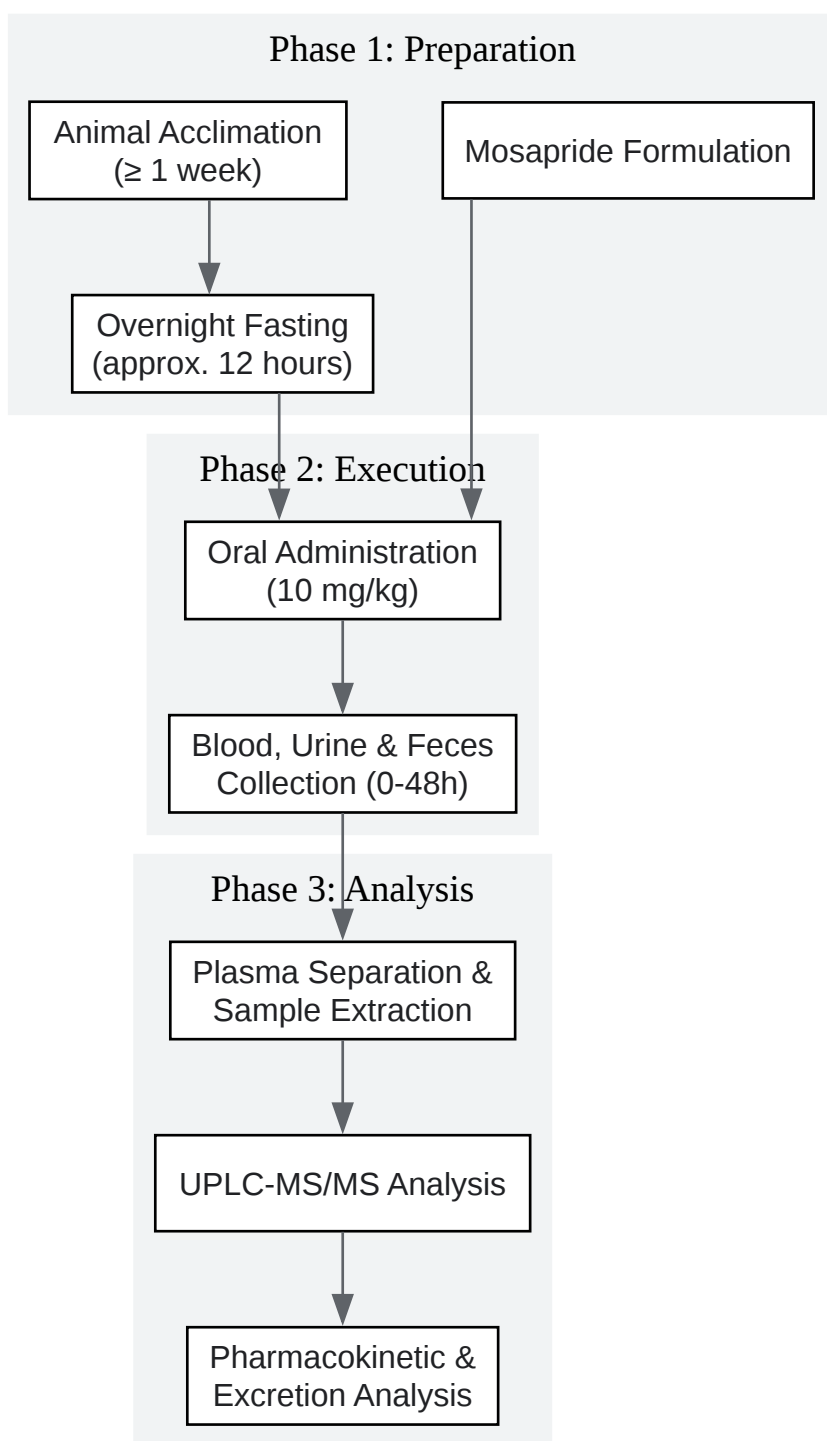 Phase 1: Preparation
Animal Acclimation
(≥ 1 week)
Mosapride Formulation
Overnight Fasting
(approx. 12 hours)
Phase 2: Execution
Oral Administration
(10 mg/kg)
Blood, Urine & Feces
Collection (0-48h)
Phase 3: Analysis
Plasma Separation &
Sample Extraction
UPLC-MS/MS Analysis
Pharmacokinetic &
Excretion Analysis